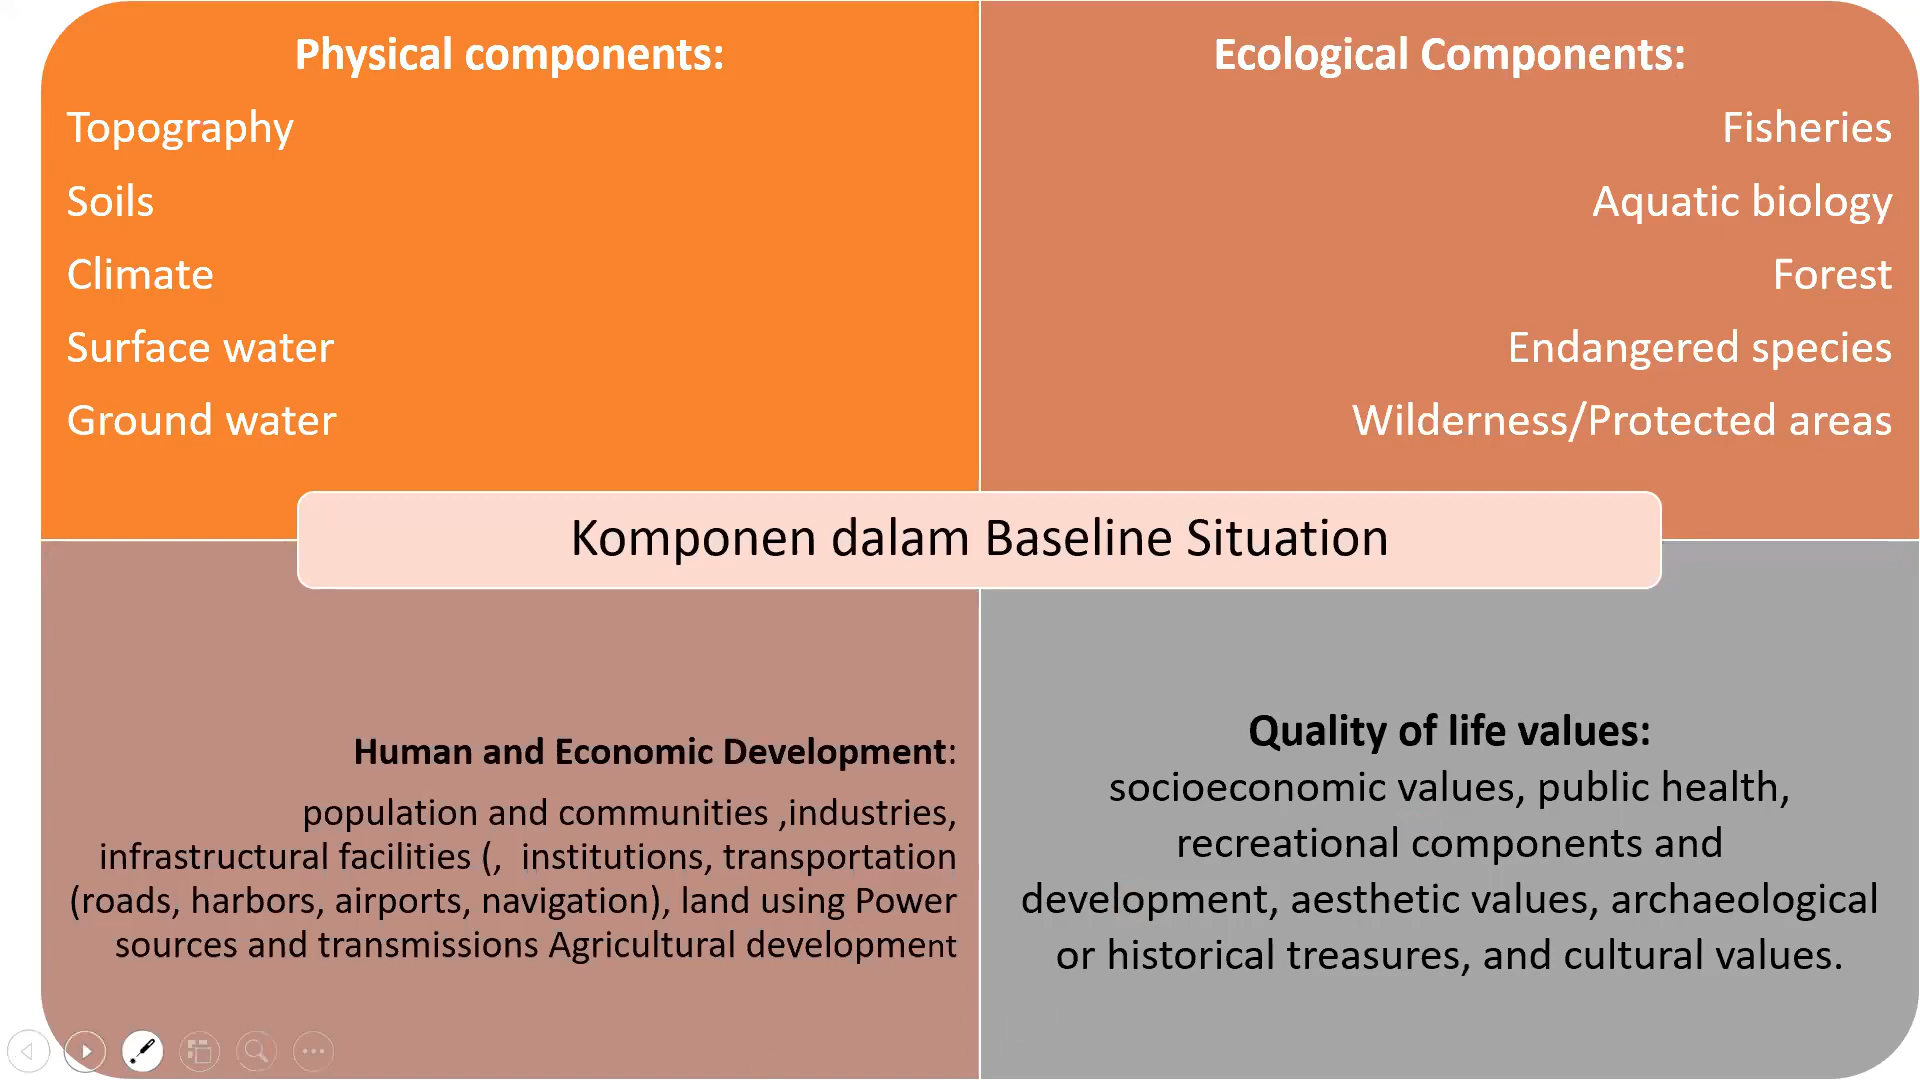 Physical components:
Topography
Soils
Climate
Surface water
Ground water
Ecological Components:
Fisheries
Aquatic biology
Forest
Endangered species
Wilderness/Protected areas
Komponen dalam Baseline Situation
Human and Economic Development:
population and communities ,industries,
infrastructural facilities (,  institutions, transportation
(roads, harbors, airports, navigation), land using Power
sources and transmissions Agricultural development
Quality of life values:
socioeconomic values, public health,
recreational components and
development, aesthetic values, archaeological
or historical treasures, and cultural values.